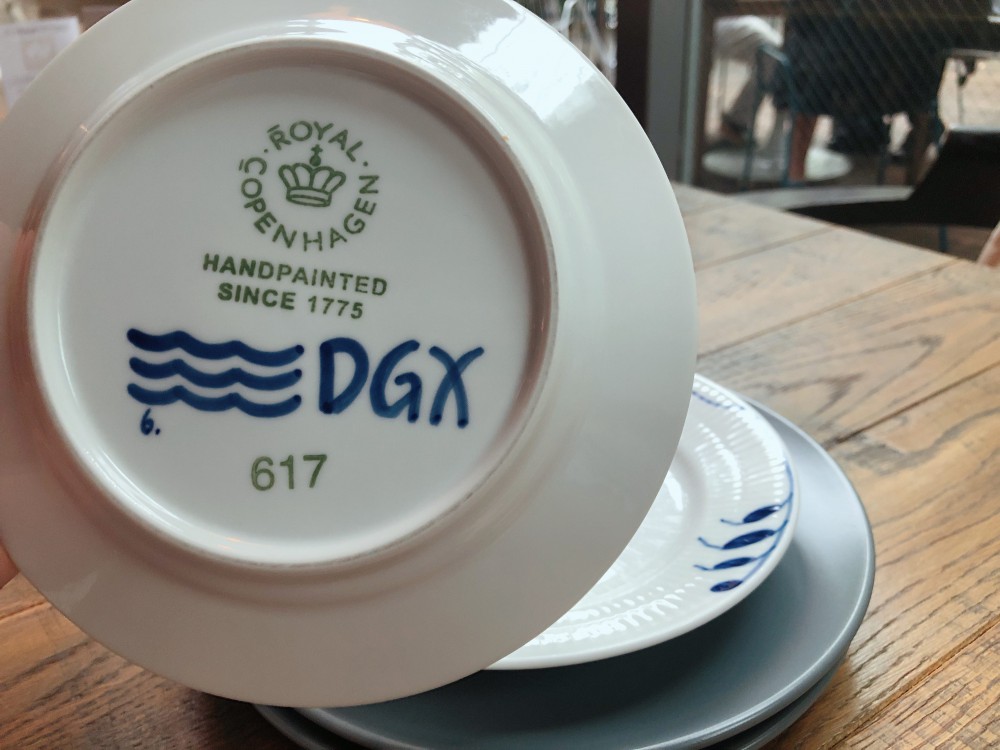 ROYAL
COPENHAGEN
HANDPAINTED
SINCE 1775
DGX
6.
617